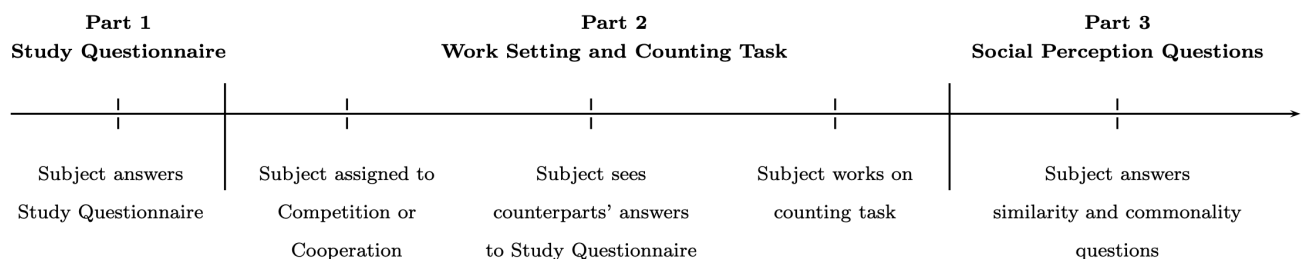 Part 1
Study Questionnaire
Part 2
Work Setting and Counting Task
Part 3
Social Perception Questions
Subject answers
Study Questionnaire
Subject assigned to
Competition or
Cooperation
Subject sees
counterparts' answers
to Study Questionnaire
Subject works on
counting task
Subject answers
similarity and commonality
questions